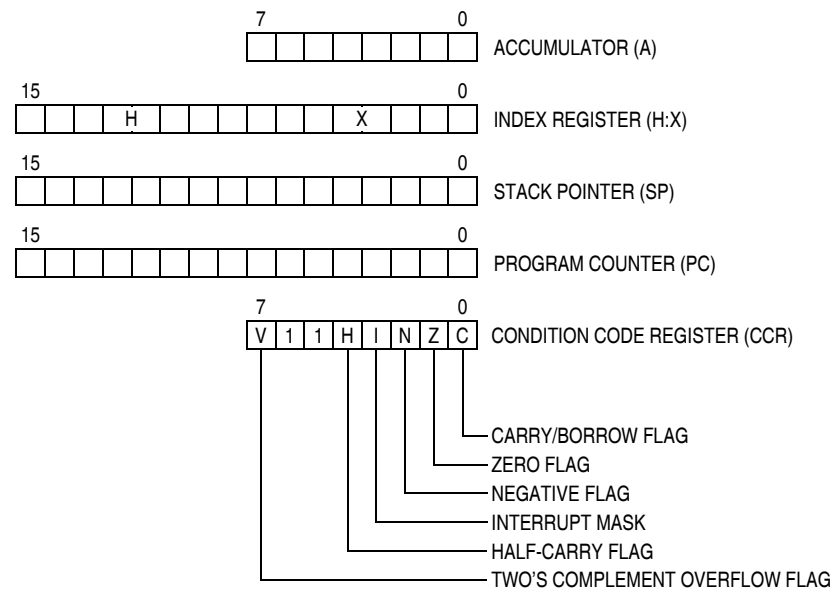 7 0
ACCUMULATOR (A)
15 0
H X INDEX REGISTER (H:X)
15 0
STACK POINTER (SP)
15 0
PROGRAM COUNTER (PC)
7 0
V 1 1 H I N Z C CONDITION CODE REGISTER (CCR)
CARRY/BORROW FLAG
ZERO FLAG
NEGATIVE FLAG
INTERRUPT MASK
HALF-CARRY FLAG
TWO'S COMPLEMENT OVERFLOW FLAG